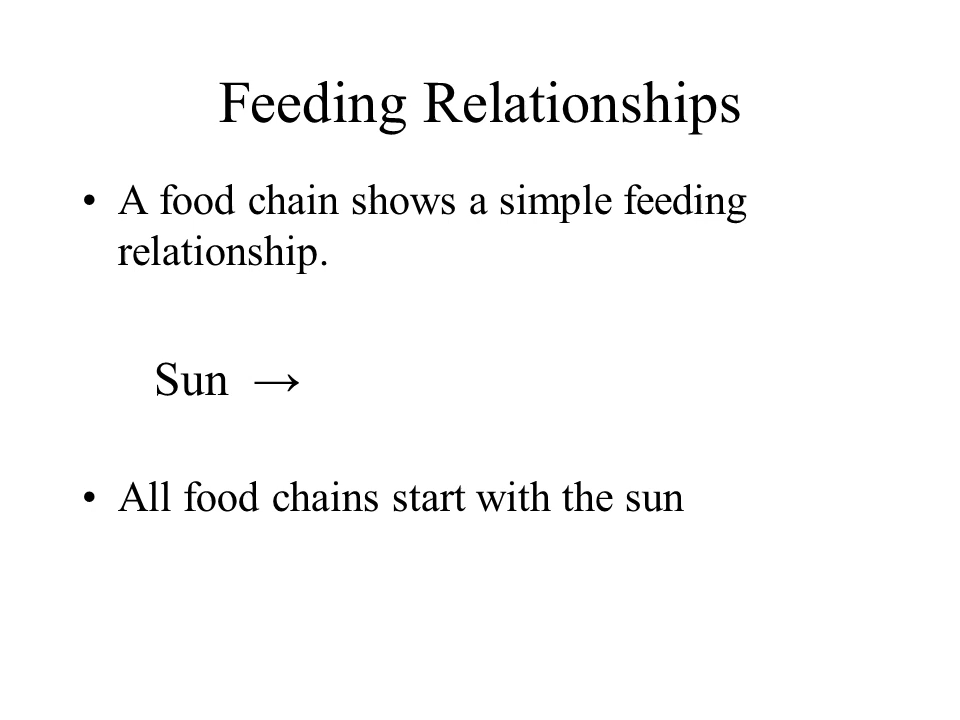 Feeding Relationships
• A food chain shows a simple feeding
relationship.
Sun →
• All food chains start with the sun